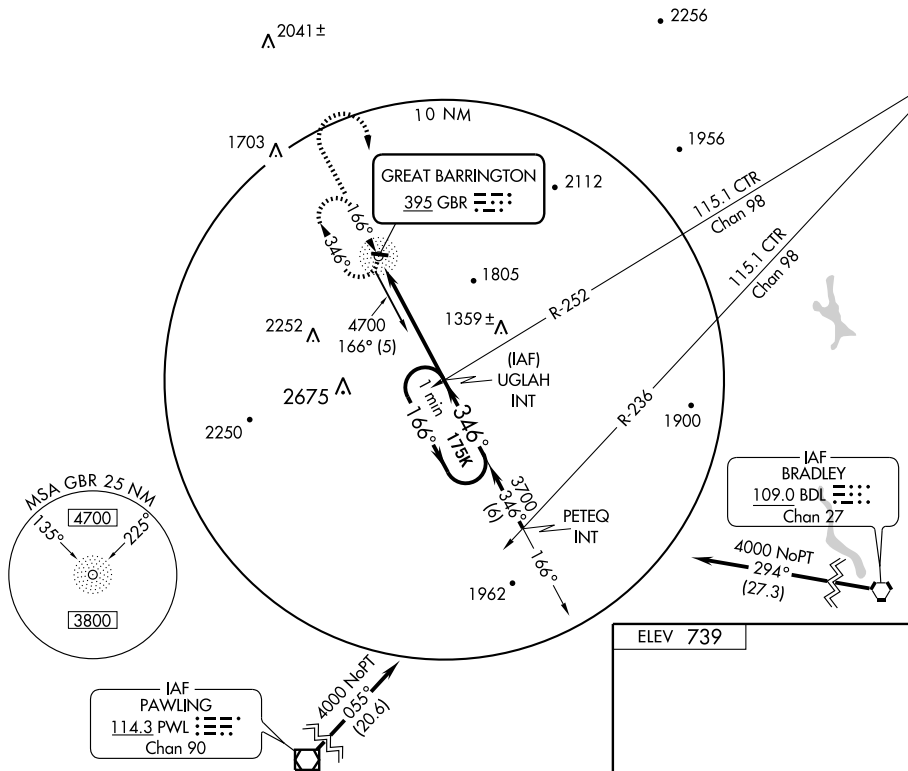 2041±
2256
10 NM
1703
1956
GREAT BARRINGTON
395 GBR
2112
115.1 CTR
Chan 98
115.1 CTR
Chan 98
166°
346°
1805
R-252
4700
166° (5)
2252
1359±
(IAF)
UGLAH
INT
R-236
2675
1 min
166°
175K
346°
2250
1900
MSA GBR 25 NM
4700
135°
225°
3800
3700
346°
(6)
PETEQ
INT
166°
1962
IAF
BRADLEY
109.0 BDL
Chan 27
4000 NoPT
294°
(27.3)
ELEV 739
IAF
PAWLING
114.3 PWL
Chan 90
4000 NoPT
055°
(20.6)